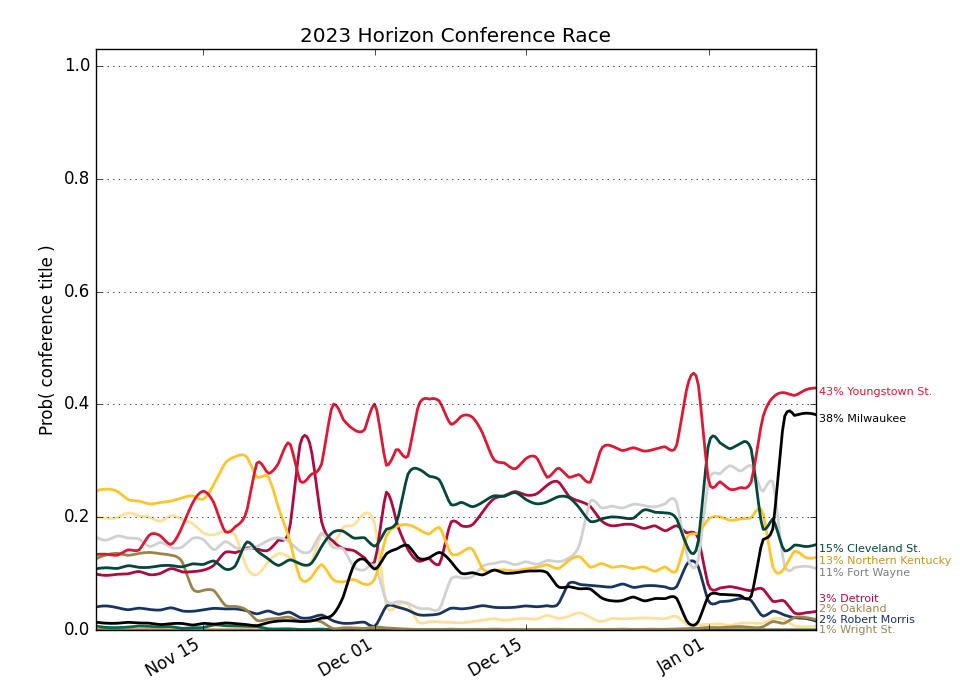 2023 Horizon Conference Race
Prob( conference title )
1.0
0.8
0.6
0.4
0.2
0.0
Nov 15
Dec 01
Dec 15
Jan 01
43% Youngstown St.
38% Milwaukee
15% Cleveland St.
13% Northern Kentucky
11% Fort Wayne
3% Detroit
2% Oakland
2% Robert Morris
1% Wright St.